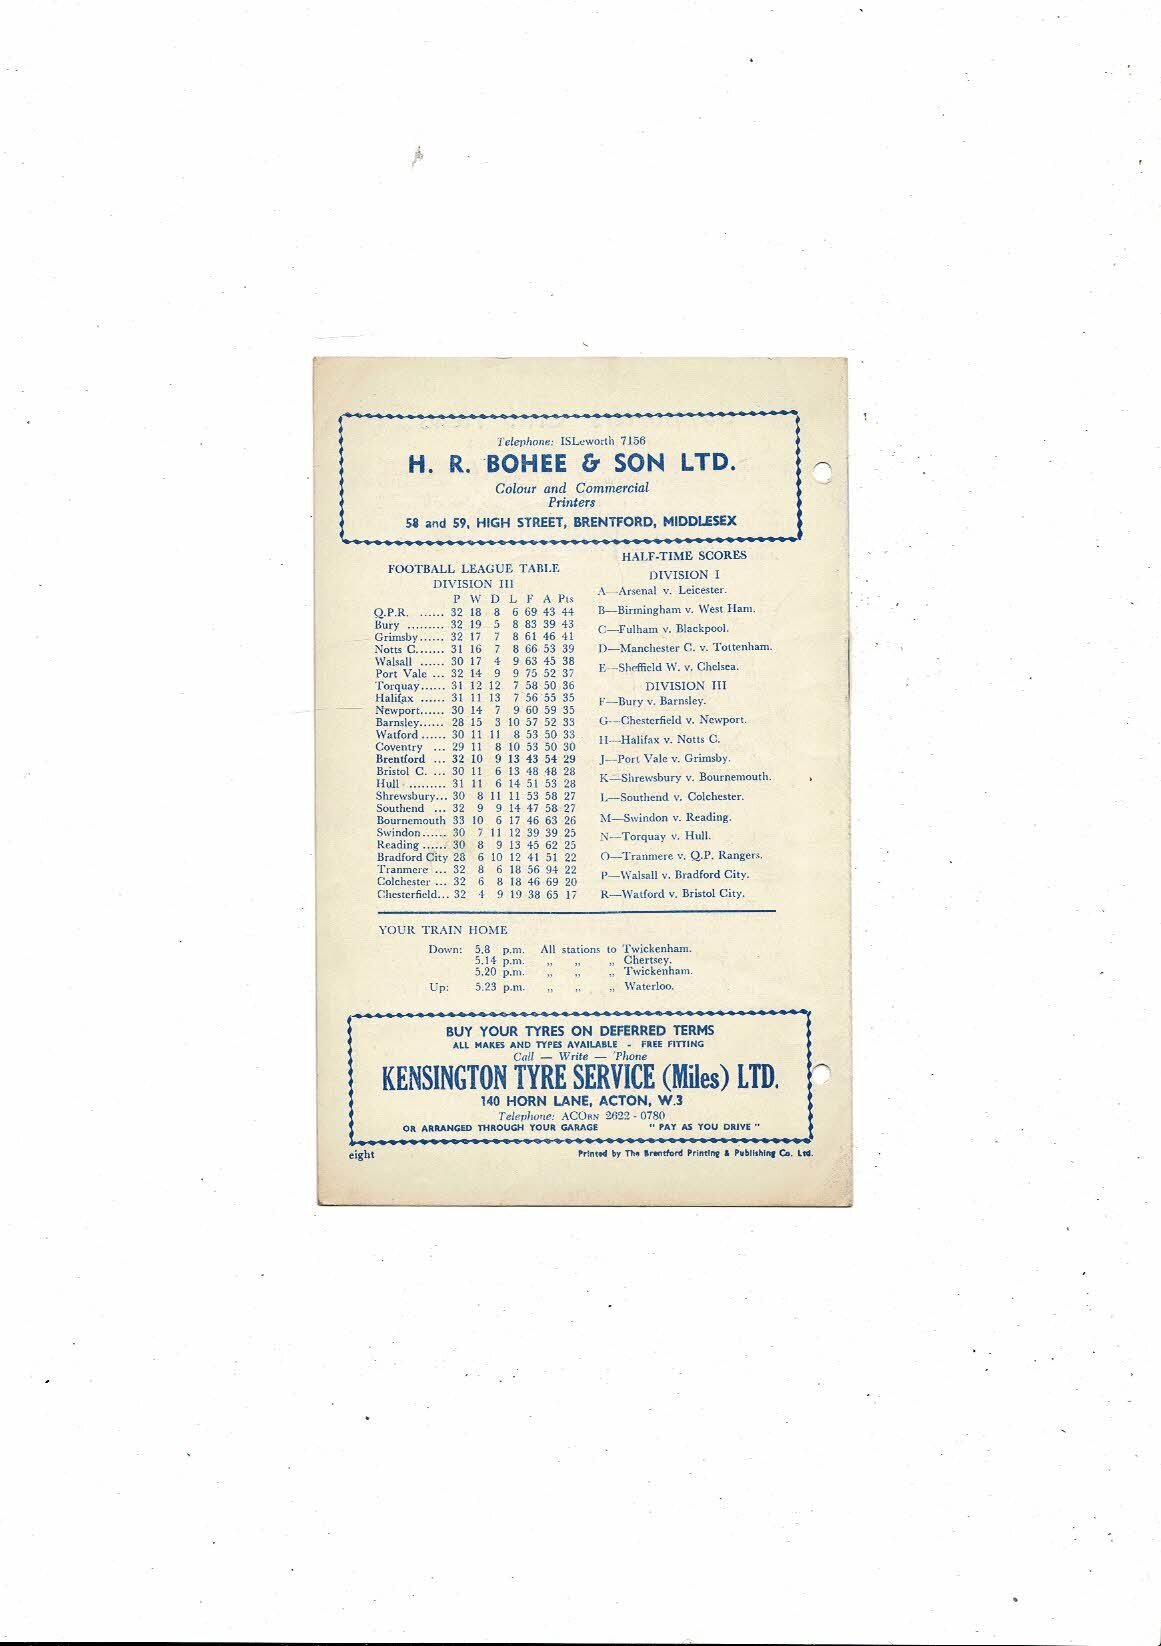 Telephone: ISLeworth 7156
H. R. BOHEE & SON LTD.
Colour and Commercial
Printers
58 and 59, HIGH STREET, BRENTFORD, MIDDLESEX
FOOTBALL LEAGUE TABLE
DIVISION III
P W D L F A Pts
Q.P.R. ...... 32 18 8 6 69 43 44
Bury ......... 32 19 5 8 83 39 43
Grimsby...... 32 17 7 8 61 46 41
Notts C....... 31 16 7 8 66 53 39
Walsall ...... 30 17 4 9 63 45 38
Port Vale ... 32 14 9 9 75 52 37
Torquay...... 31 12 12 7 58 50 36
Halifax ...... 31 11 13 7 56 55 35
Newport...... 30 14 7 9 60 59 35
Barnsley...... 28 15 3 10 57 52 33
Watford ...... 30 11 11 8 53 50 33
Coventry ... 29 11 8 10 53 50 30
Brentford ... 32 10 9 13 43 54 29
Bristol C. ... 30 11 6 13 48 48 28
Hull ......... 31 11 6 14 51 53 28
Shrewsbury... 30 8 11 11 53 58 27
Southend ... 32 9 9 14 47 58 27
Bournemouth 33 10 6 17 46 63 26
Swindon...... 30 7 11 12 39 39 25
Reading ...... 30 8 9 13 45 62 25
Bradford City 28 6 10 12 41 51 22
Tranmere ... 32 8 6 18 56 94 22
Colchester ... 32 6 8 18 46 69 20
Chesterfield... 32 4 9 19 38 65 17
HALF-TIME SCORES
DIVISION I
A—Arsenal v. Leicester.
B—Birmingham v. West Ham.
C—Fulham v. Blackpool.
D—Manchester C. v. Tottenham.
E—Sheffield W. v. Chelsea.
DIVISION III
F—Bury v. Barnsley.
G—Chesterfield v. Newport.
H—Halifax v. Notts C.
J—Port Vale v. Grimsby.
K—Shrewsbury v. Bournemouth.
L—Southend v. Colchester.
M—Swindon v. Reading.
N—Torquay v. Hull.
O—Tranmere v. Q.P. Rangers.
P—Walsall v. Bradford City.
R—Watford v. Bristol City.
YOUR TRAIN HOME
Down: 5.8 p.m. All stations to Twickenham.
5.14 p.m. ,, ,, ,, Chertsey.
5.20 p.m. ,, ,, ,, Twickenham.
Up: 5.23 p.m. ,, ,, ,, Waterloo.
BUY YOUR TYRES ON DEFERRED TERMS
ALL MAKES AND TYPES AVAILABLE - FREE FITTING
Call — Write — 'Phone
KENSINGTON TYRE SERVICE (Miles) LTD.
140 HORN LANE, ACTON, W.3
Telephone: ACORN 2622 - 0780
OR ARRANGED THROUGH YOUR GARAGE " PAY AS YOU DRIVE "
eight
Printed by The Brentford Printing & Publishing Co. Ltd.